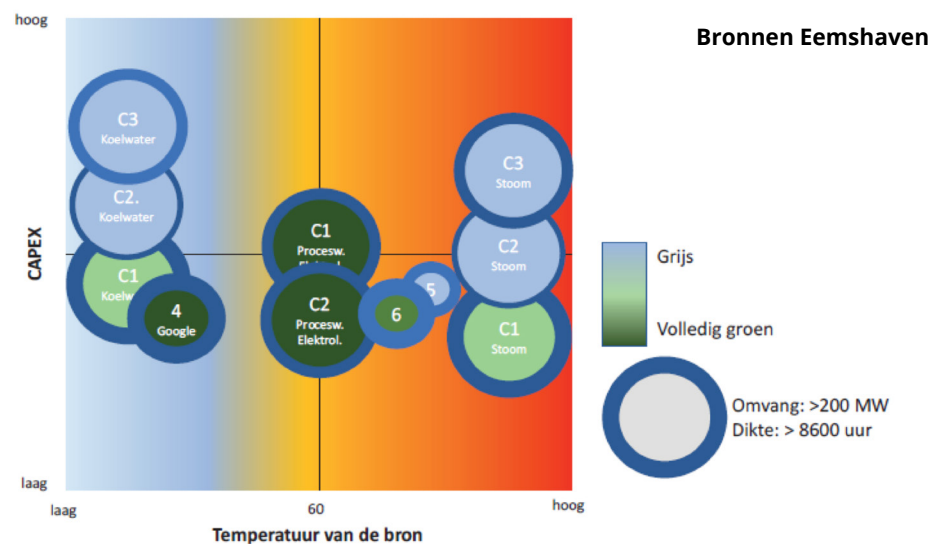 Bronnen Eemshaven
hoog
CAPEX
laag
C3
Koelwater
C2.
Koelwater
C1
4
Google
C1
Procesw.
C2
Procesw.
Elektrol.
6
5
C3
Stoom
C2
Stoom
C1
Stoom
laag
60
hoog
Temperatuur van de bron
Grijs
Volledig groen
Omvang: >200 MW
Dikte: > 8600 uur